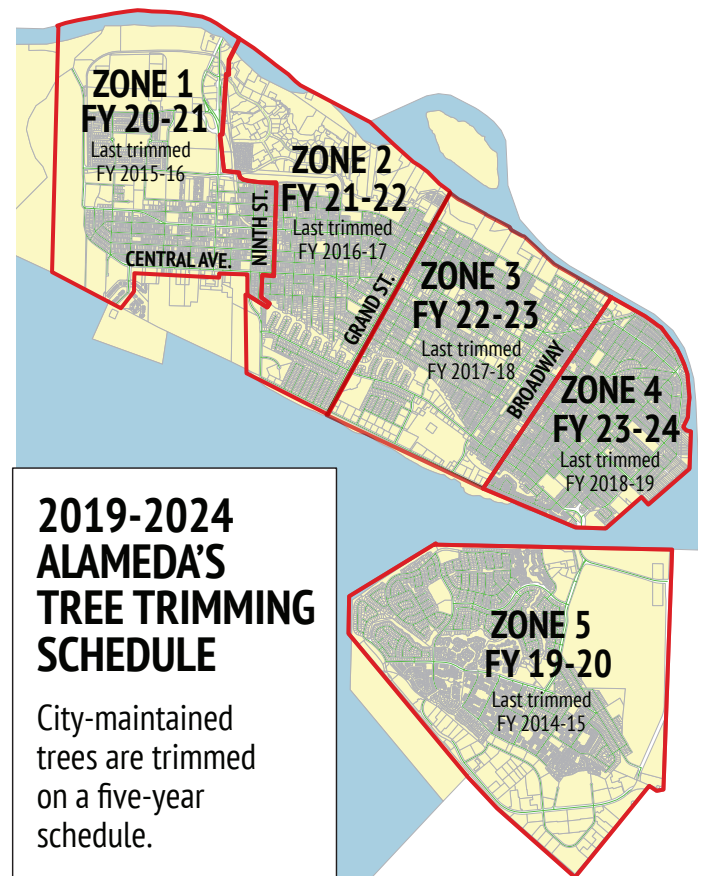 ZONE 1
FY 20-21
Last trimmed
FY 2015-16
ZONE 2
FY 21-22
Last trimmed
FY 2016-17
NINTH ST.
CENTRAL AVE.
GRAND ST.
ZONE 3
FY 22-23
Last trimmed
FY 2017-18
BROADWAY
ZONE 4
FY 23-24
Last trimmed
FY 2018-19
2019-2024
ALAMEDA’S
TREE TRIMMING
SCHEDULE
City-maintained
trees are trimmed
on a five-year
schedule.
ZONE 5
FY 19-20
Last trimmed
FY 2014-15